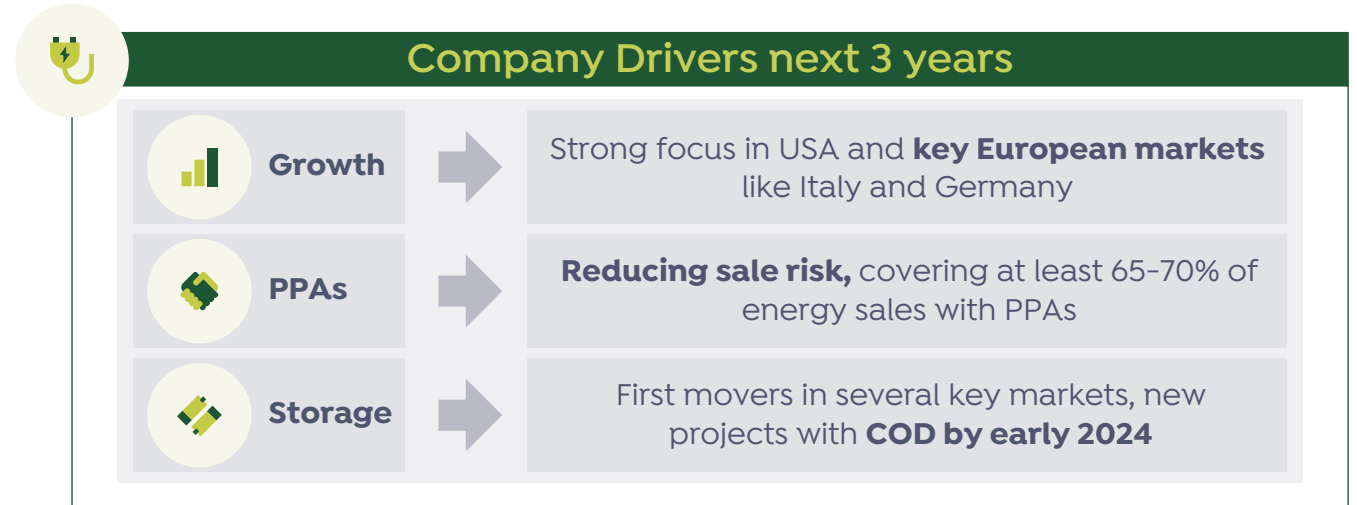 Company Drivers next 3 years
Growth
Strong focus in USA and key European markets
like Italy and Germany
PPAs
Reducing sale risk, covering at least 65-70% of
energy sales with PPAs
Storage
First movers in several key markets, new
projects with COD by early 2024